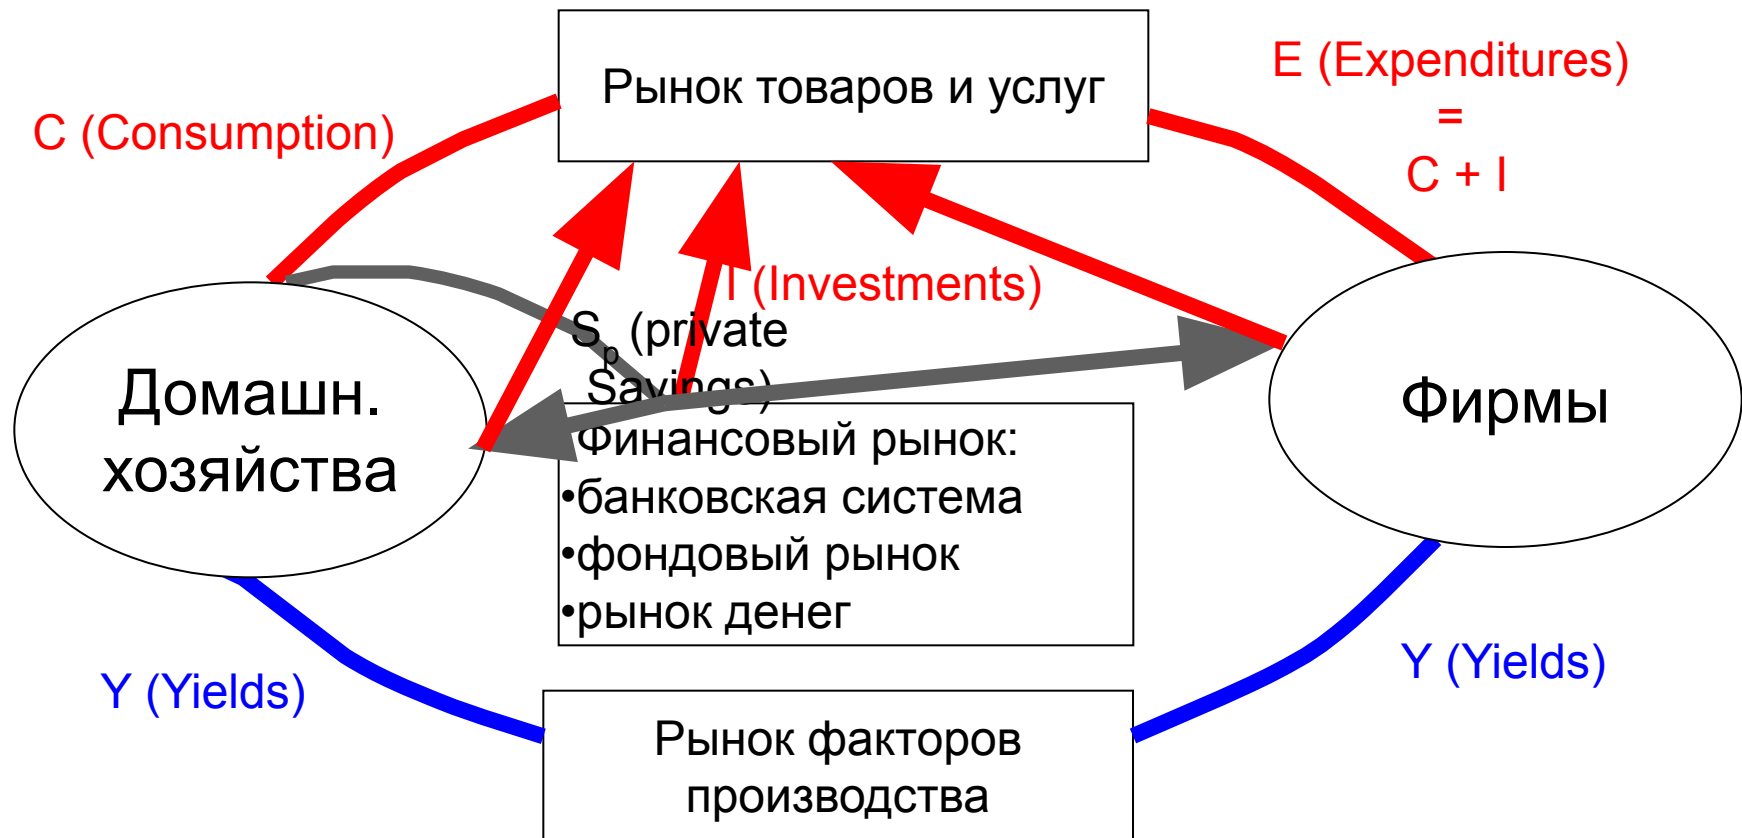 Рынок товаров и услуг
E (Expenditures)
=
C + I
C (Consumption)
I (Investments)
Sp (private
Savings)
Домашн.
хозяйства
Фирмы
Финансовый рынок:
•банковская система
•фондовый рынок
•рынок денег
Y (Yields)
Y (Yields)
Рынок факторов
производства